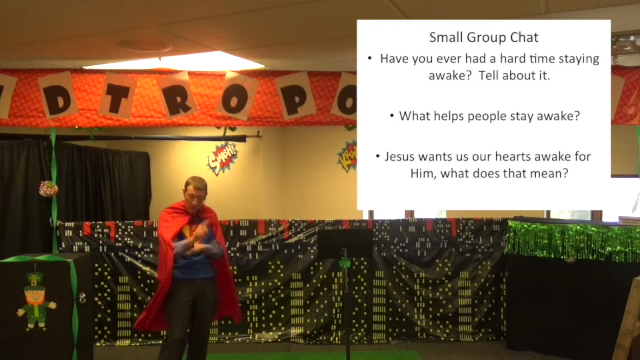 Small Group Chat
• Have you ever had a hard time staying
awake? Tell about it.
• What helps people stay awake?
• Jesus wants us our hearts awake for
Him, what does that mean?
DTROPO
SMASH!